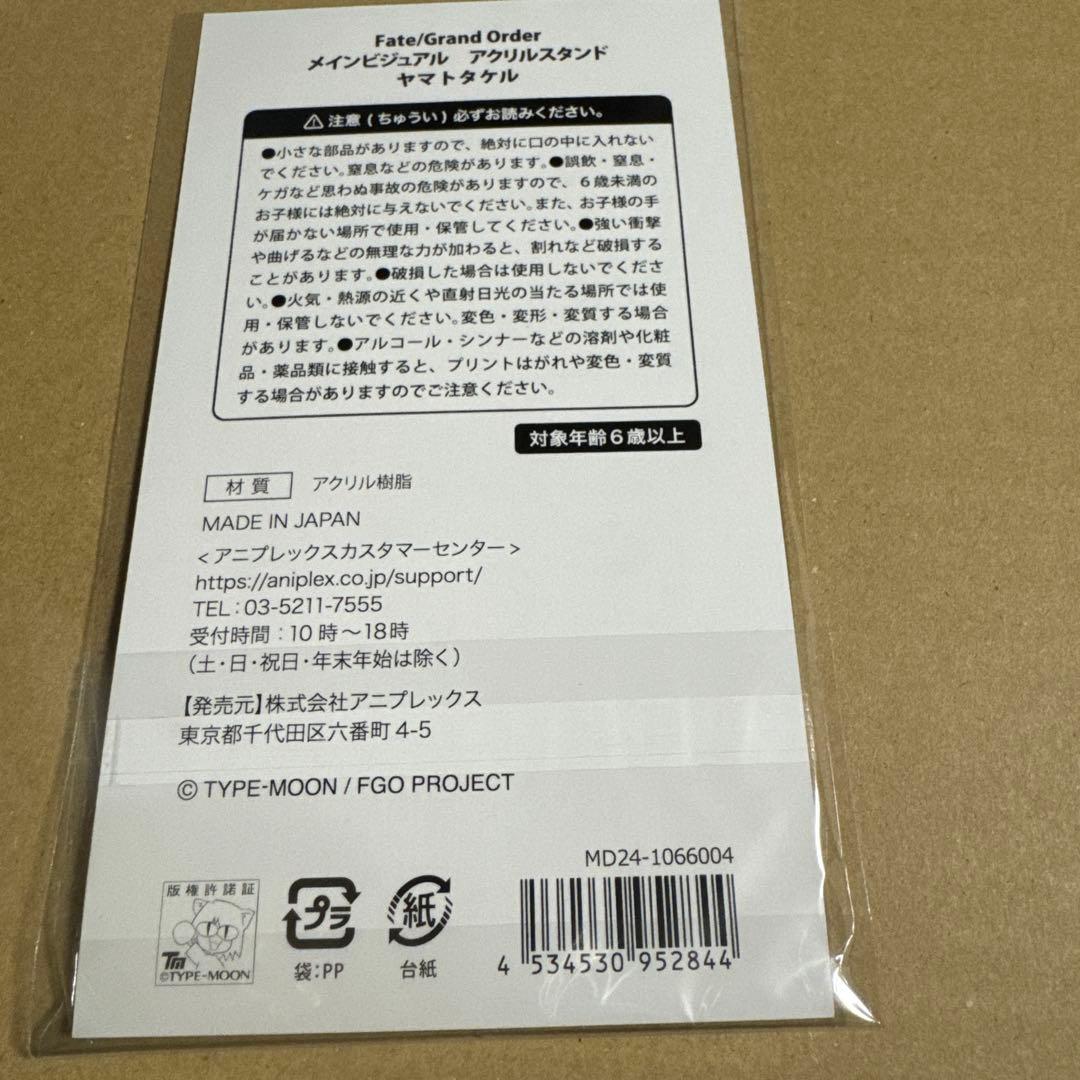 Fate/Grand Order
メインビジュアル　アクリルスタンド
ヤマトタケル
⚠注意(ちゅうい)必ずお読みください。
●小さな部品がありますので、絶対に口の中に入れない
でください。窒息などの危険があります。●誤飲・窒息・
ケガなど思わぬ事故の危険がありますので、６歳未満の
お子様には絶対に与えないでください。また、お子様の手
が届かない場所で使用・保管してください。●強い衝撃
や曲げるなどの無理な力が加わると、割れなど破損する
ことがあります。●破損した場合は使用しないでくださ
い。●火気・熱源の近くや直射日光の当たる場所では使
用・保管しないでください。変色・変形・変質する場合
があります。●アルコール・シンナーなどの溶剤や化粧
品・薬品類に接触すると、プリントはがれや変色・変質
する場合がありますのでご注意ください。
対象年齢６歳以上
材質　アクリル樹脂
MADE IN JAPAN
<アニプレックスカスタマーセンター>
https://aniplex.co.jp/support/
TEL:03-5211-7555
受付時間：10時〜18時
(土・日・祝日・年末年始は除く)
【発売元】株式会社アニプレックス
東京都千代田区六番町4-5
© TYPE-MOON / FGO PROJECT
MD24-1066004
版権許諾証
TM
©TYPE-MOON
プラ
袋:PP
紙
台紙
4 534530 952844